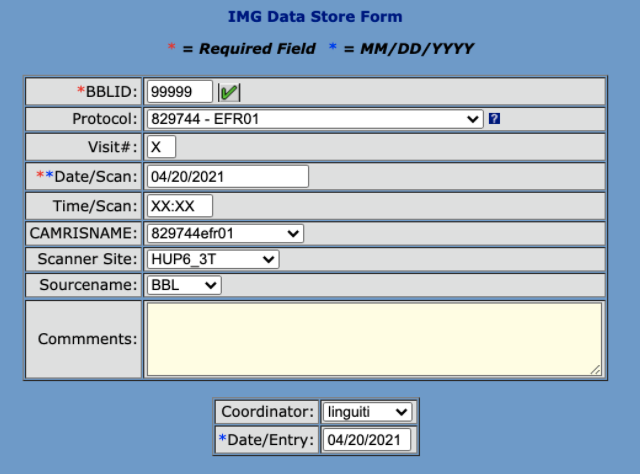 IMG Data Store Form
* = Required Field * = MM/DD/YYYY
*BBLID: 99999
Protocol: 829744 - EFR01 ?
Visit#: X
**Date/Scan: 04/20/2021
Time/Scan: XX:XX
CAMRISNAME: 829744efr01
Scanner Site: HUP6_3T
Sourcename: BBL
Commments:
Coordinator: linguiti
*Date/Entry: 04/20/2021